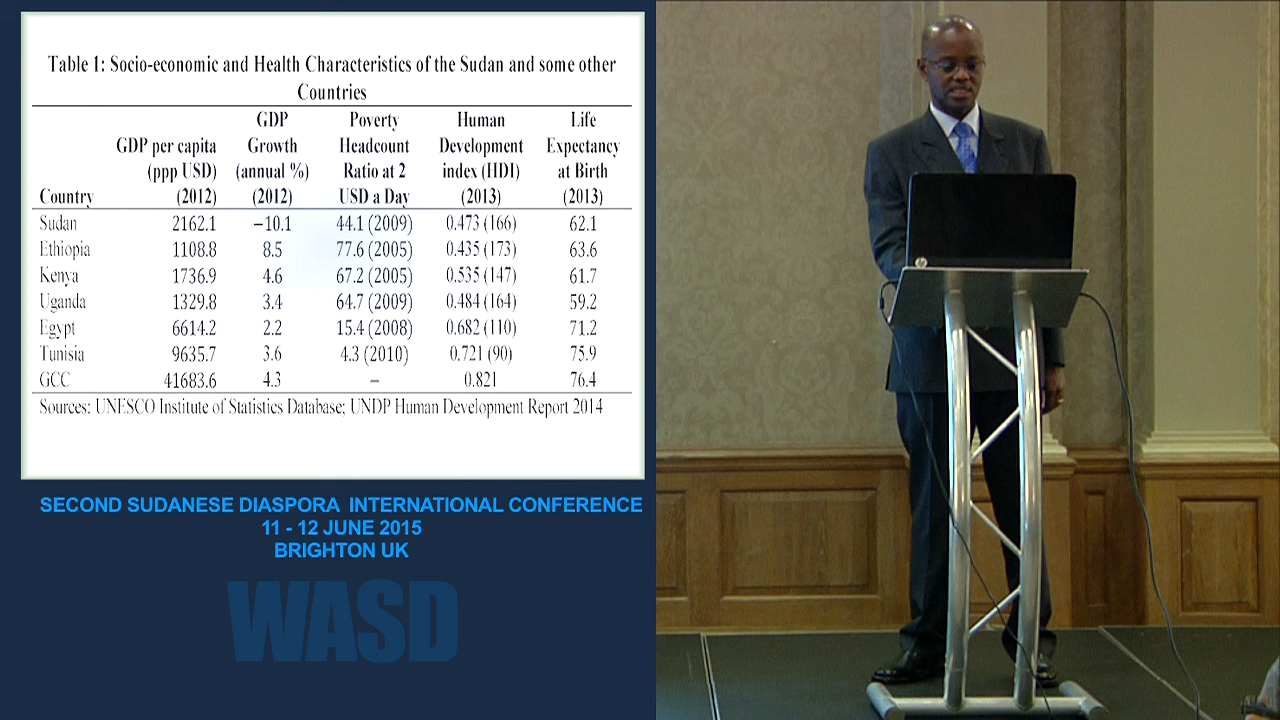 Table 1: Socio-economic and Health Characteristics of the Sudan and some other
Countries
Country GDP per capita (ppp USD) (2012) GDP Growth (annual %) (2012) Poverty Headcount Ratio at 2 USD a Day Human Development index (HDI) (2013) Life Expectancy at Birth (2013)
Sudan 2162.1 −10.1 44.1 (2009) 0.473 (166) 62.1
Ethiopia 1108.8 8.5 77.6 (2005) 0.435 (173) 63.6
Kenya 1736.9 4.6 67.2 (2005) 0.535 (147) 61.7
Uganda 1329.8 3.4 64.7 (2009) 0.484 (164) 59.2
Egypt 6614.2 2.2 15.4 (2008) 0.682 (110) 71.2
Tunisia 9635.7 3.6 4.3 (2010) 0.721 (90) 75.9
GCC 41683.6 4.3 – 0.821 76.4
Sources: UNESCO Institute of Statistics Database; UNDP Human Development Report 2014
SECOND SUDANESE DIASPORA INTERNATIONAL CONFERENCE
11 - 12 JUNE 2015
BRIGHTON UK
WASD
hp